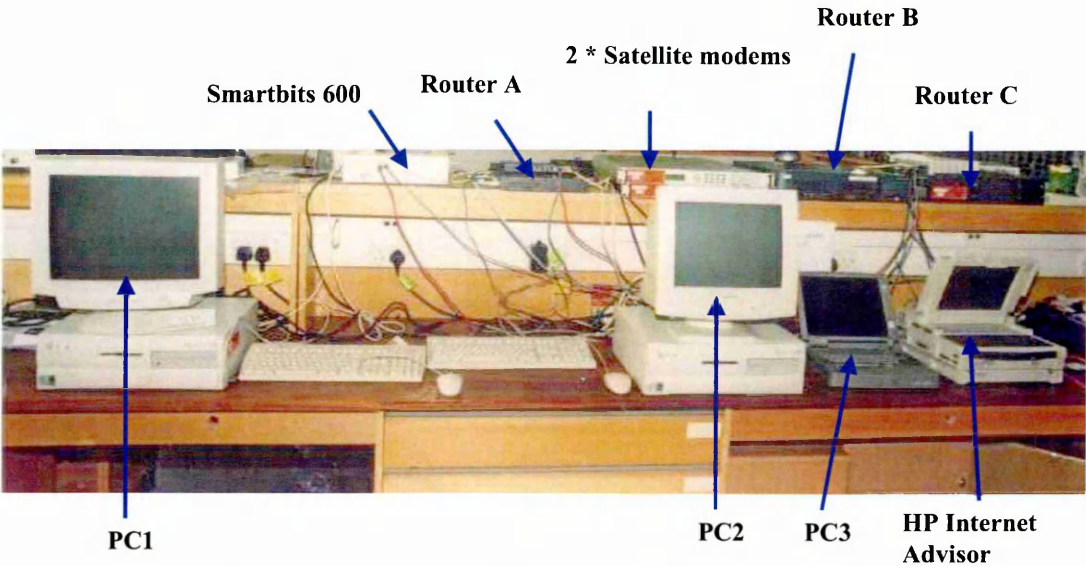 Router B
2 * Satellite modems
Router A
Smartbits 600
Router C
PC1
PC2
PC3
HP Internet
Advisor